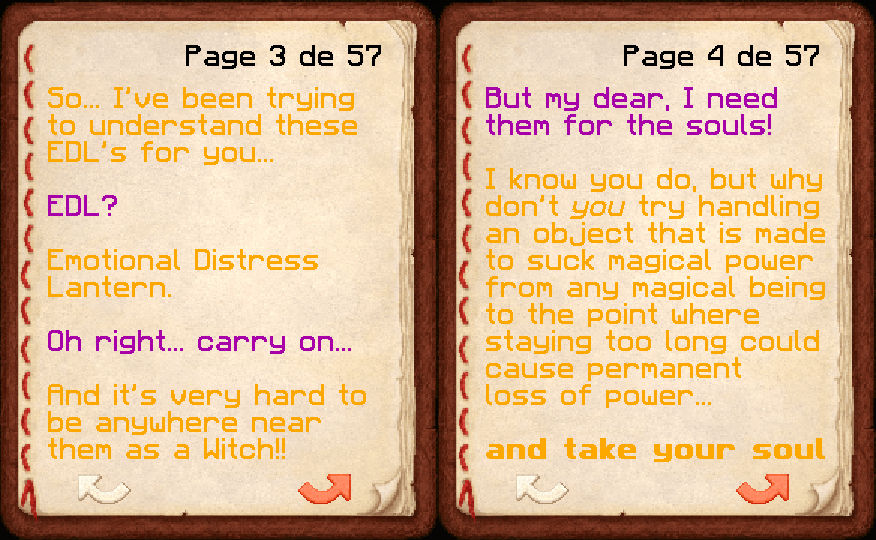 Page 3 de 57
So... I've been trying
to understand these
EDL's for you...
EDL?
Emotional Distress
Lantern.
Oh right... carry on...
And it's very hard to
be anywhere near
them as a Witch!!
Page 4 de 57
But my dear, I need
them for the souls!
I know you do, but why
don't you try handling
an object that is made
to suck magical power
from any magical being
to the point where
staying too long could
cause permanent
loss of power...
and take your soul